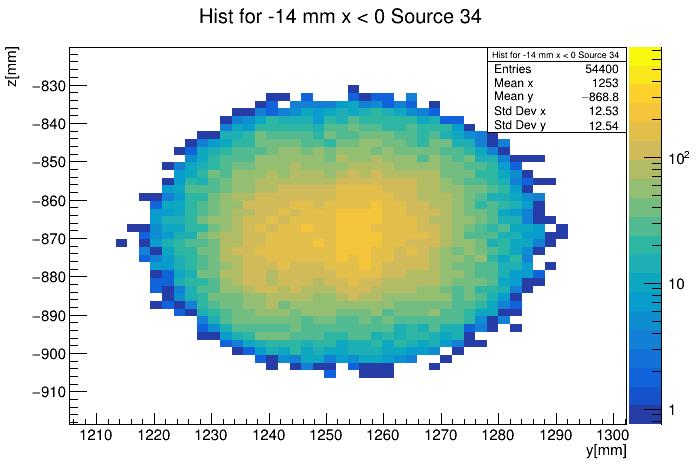 Hist for -14 mm x < 0 Source 34
z[mm]
Hist for -14 mm x < 0 Source 34
Entries 54400
Mean x 1253
Mean y −868.8
Std Dev x 12.53
Std Dev y 12.54
−830
−840
−850
−860
−870
−880
−890
−900
−910
10²
10
1
1210 1220 1230 1240 1250 1260 1270 1280 1290 1300
y[mm]